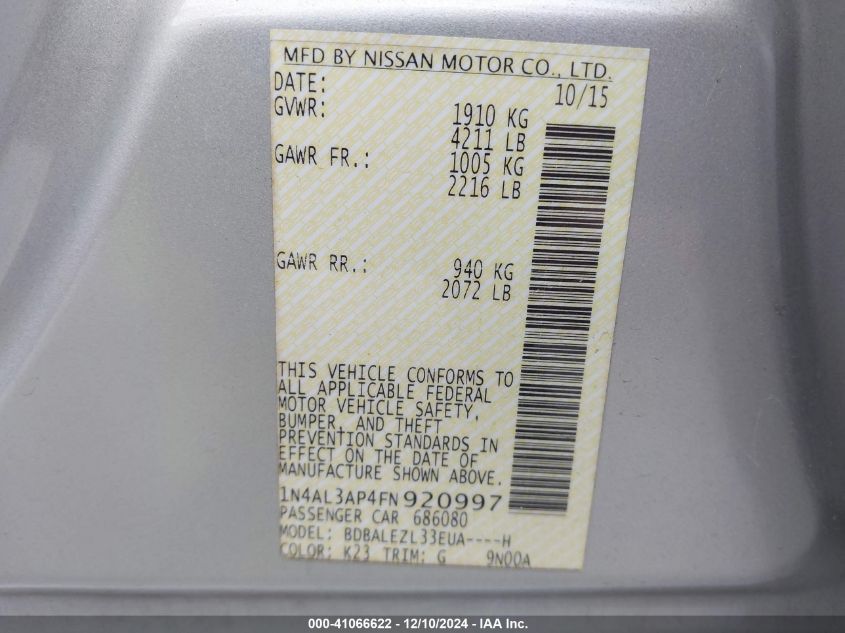 MFD BY NISSAN MOTOR CO., LTD.
DATE: 10/15
GVWR: 1910 KG
4211 LB
GAWR FR.: 1005 KG
2216 LB
GAWR RR.: 940 KG
2072 LB
THIS VEHICLE CONFORMS TO
ALL APPLICABLE FEDERAL
MOTOR VEHICLE SAFETY,
BUMPER, AND THEFT
PREVENTION STANDARDS IN
EFFECT ON THE DATE OF
MANUFACTURE SHOWN ABOVE.
1N4AL3AP4FN920997
PASSENGER CAR 686080
MODEL: BDBALEZL33EUA----H
COLOR: K23 TRIM: G 9N00A
000-41066622 - 12/10/2024 - IAA Inc.